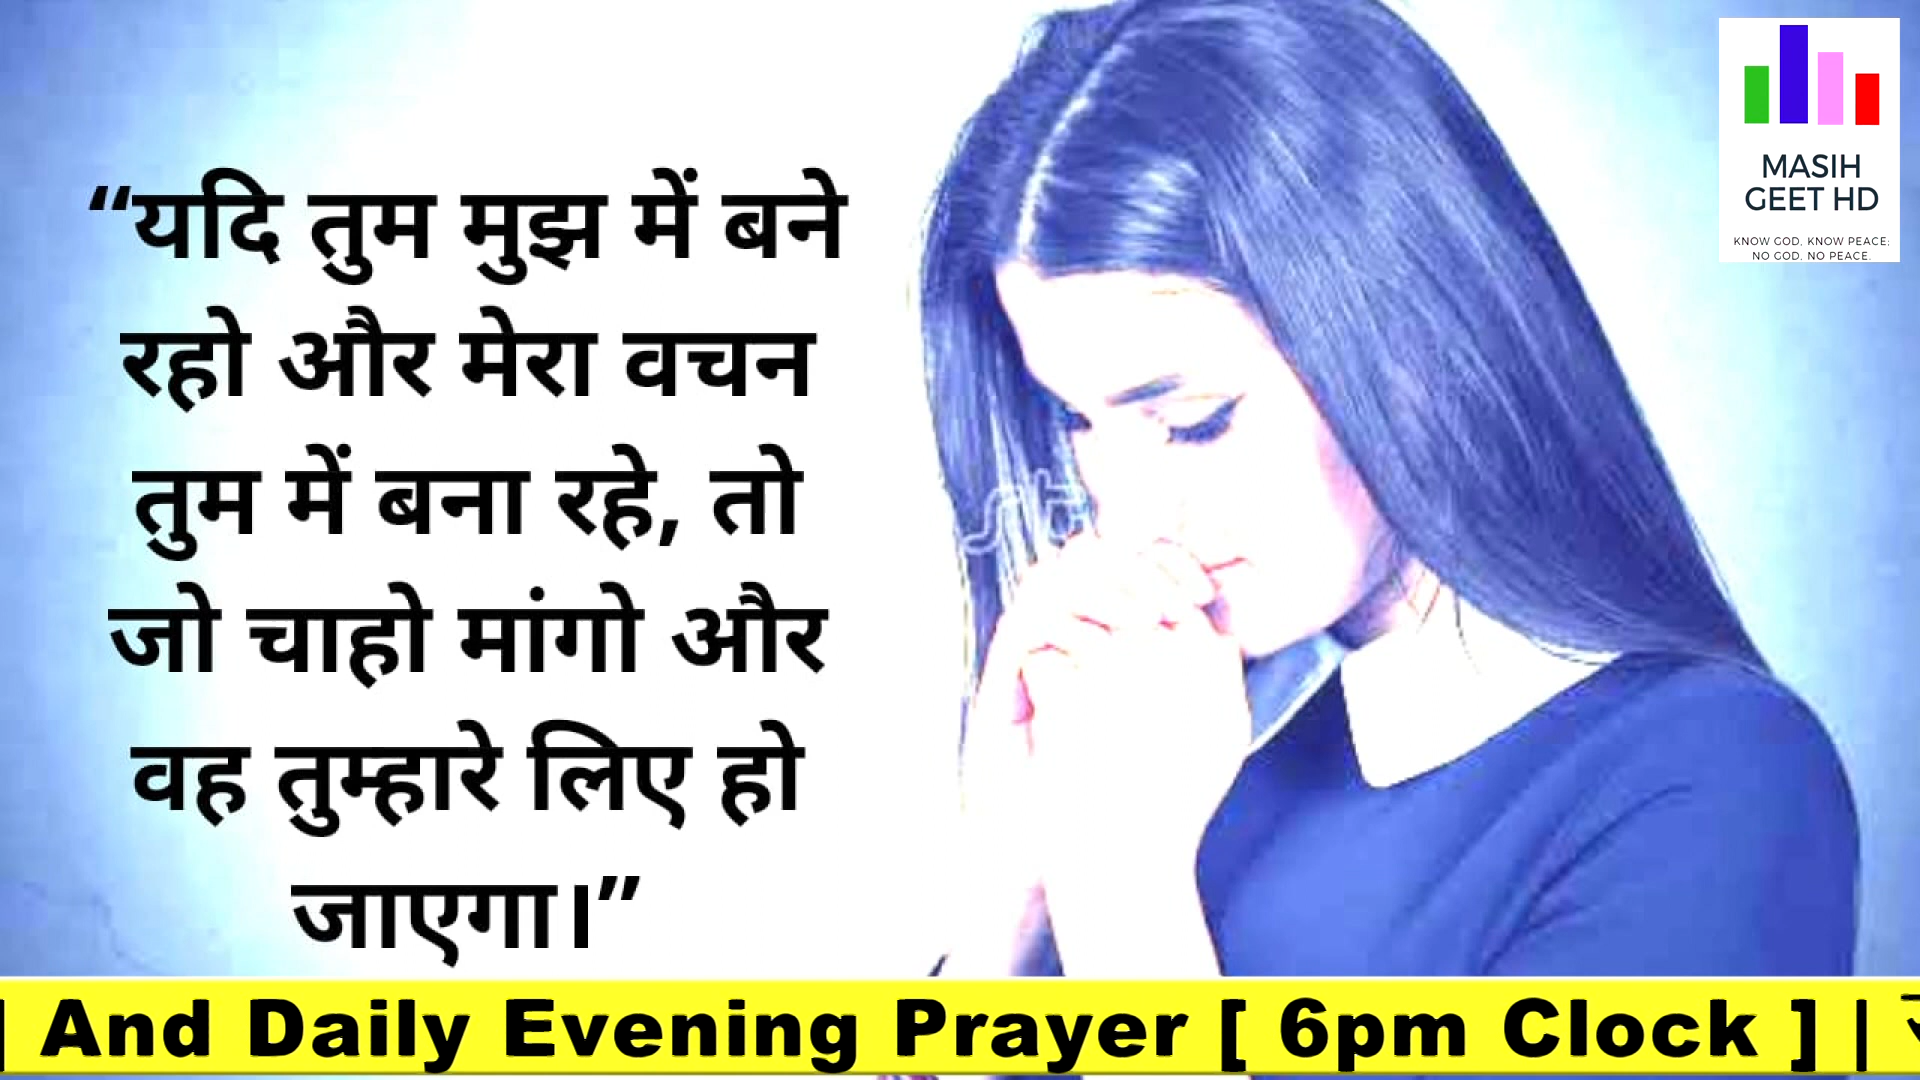 “यदि तुम मुझ में बने
रहो और मेरा वचन
तुम में बना रहे, तो
जो चाहो मांगो और
वह तुम्हारे लिए हो
जाएगा।”
MASIH
GEET HD
KNOW GOD, KNOW PEACE;
NO GOD, NO PEACE.
| And Daily Evening Prayer [ 6pm Clock ] |